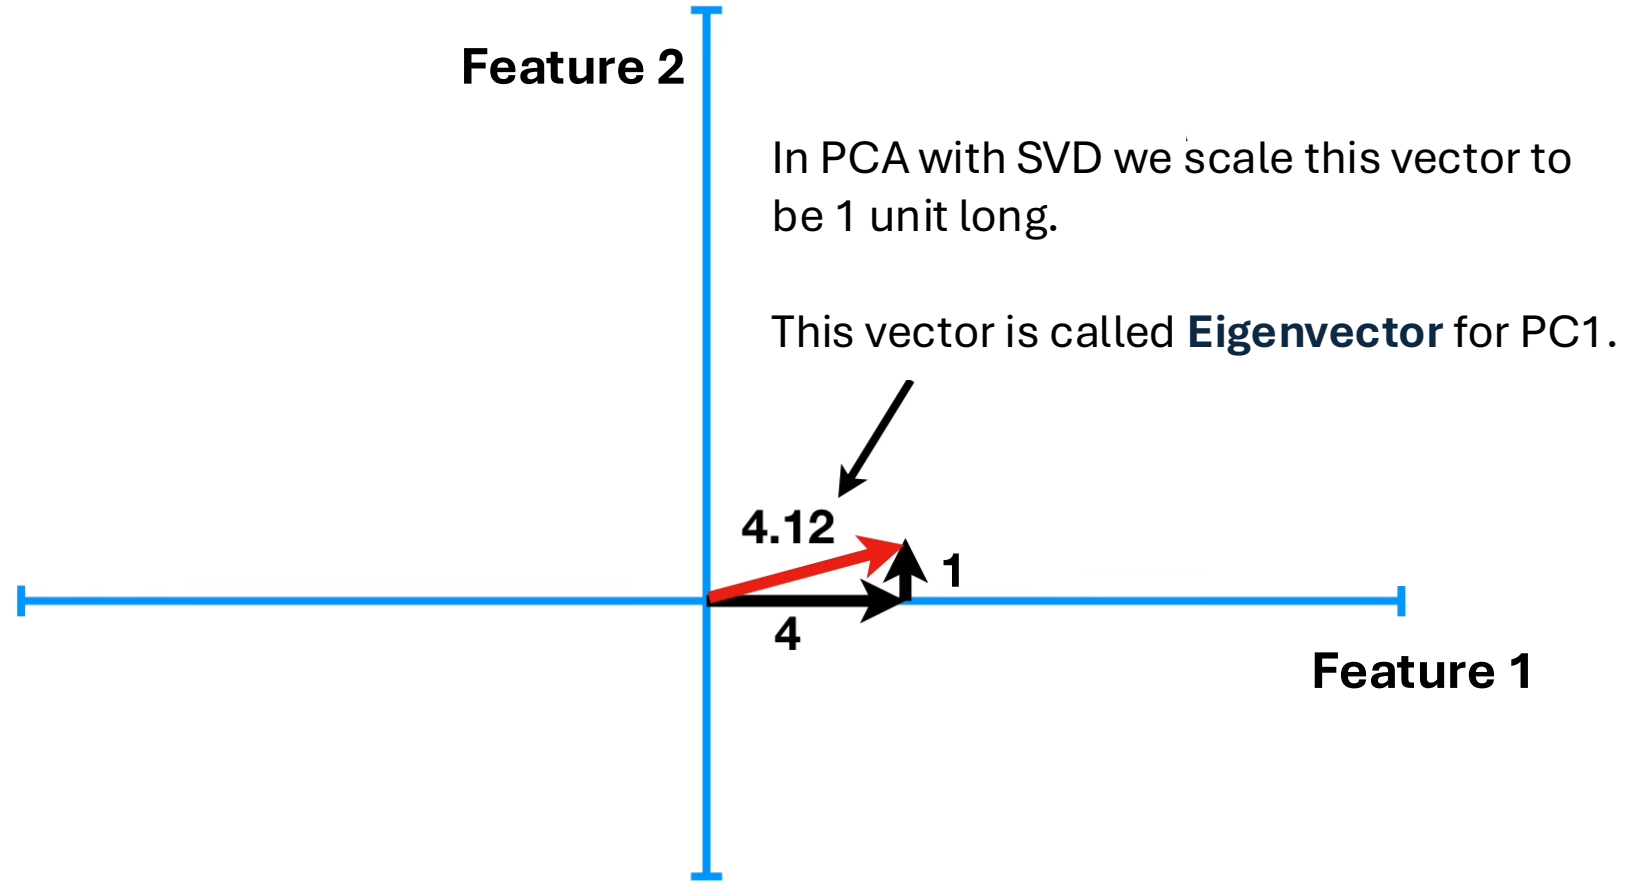 Feature 2
In PCA with SVD we scale this vector to
be 1 unit long.
This vector is called Eigenvector for PC1.
4.12
1
4
Feature 1